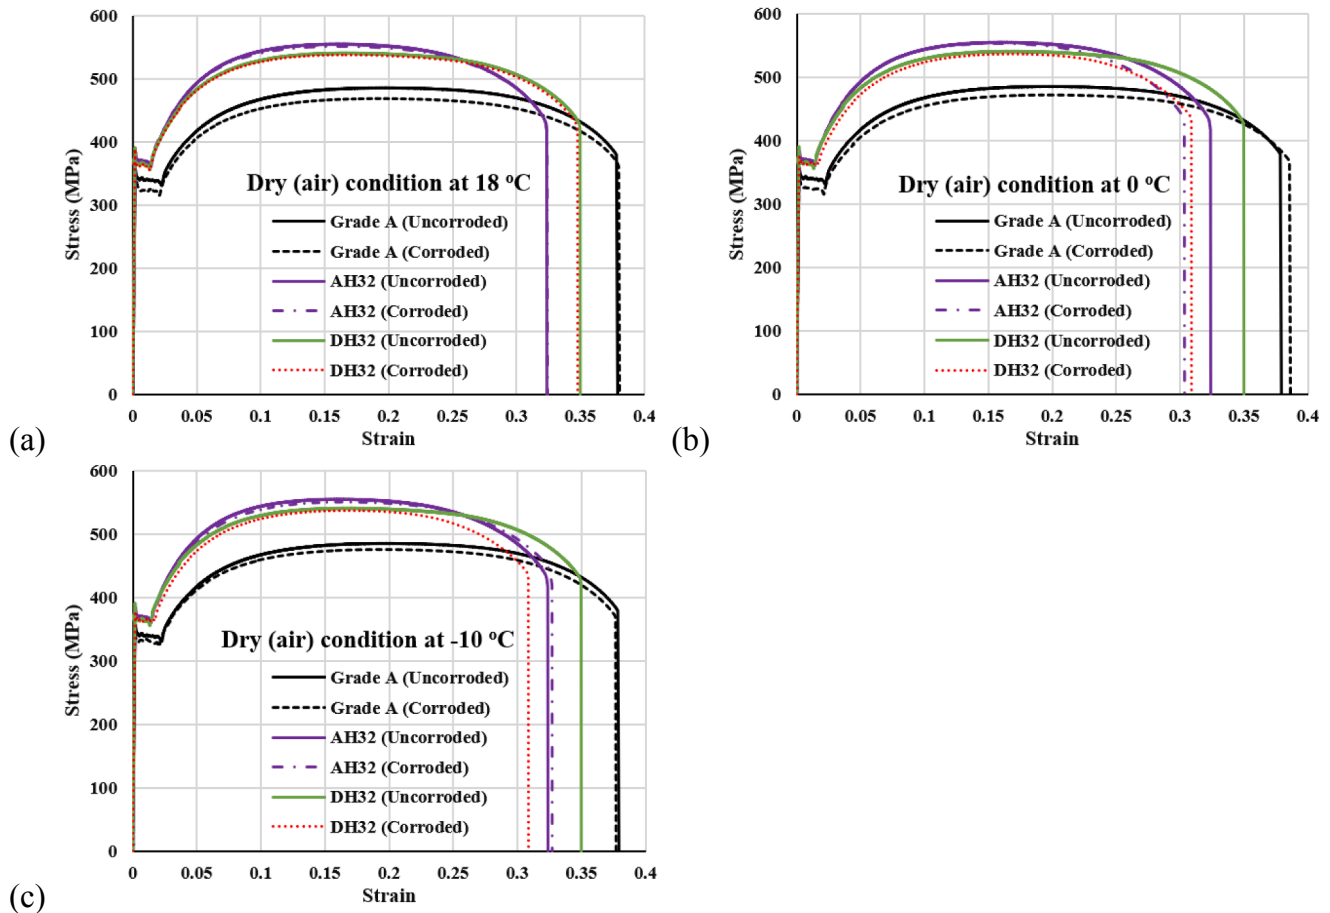 600
500
400
300
200
100
0
Stress (MPa)
Dry (air) condition at 18 °C
Grade A (Uncorroded)
Grade A (Corroded)
AH32 (Uncorroded)
AH32 (Corroded)
DH32 (Uncorroded)
DH32 (Corroded)
0 0.05 0.1 0.15 0.2 0.25 0.3 0.35 0.4
Strain
(a)
600
500
400
300
200
100
0
Stress (MPa)
Dry (air) condition at 0 °C
Grade A (Uncorroded)
Grade A (Corroded)
AH32 (Uncorroded)
AH32 (Corroded)
DH32 (Uncorroded)
DH32 (Corroded)
0 0.05 0.1 0.15 0.2 0.25 0.3 0.35 0.4
Strain
(b)
600
500
400
300
200
100
0
Stress (MPa)
Dry (air) condition at -10 °C
Grade A (Uncorroded)
Grade A (Corroded)
AH32 (Uncorroded)
AH32 (Corroded)
DH32 (Uncorroded)
DH32 (Corroded)
0 0.05 0.1 0.15 0.2 0.25 0.3 0.35 0.4
Strain
(c)